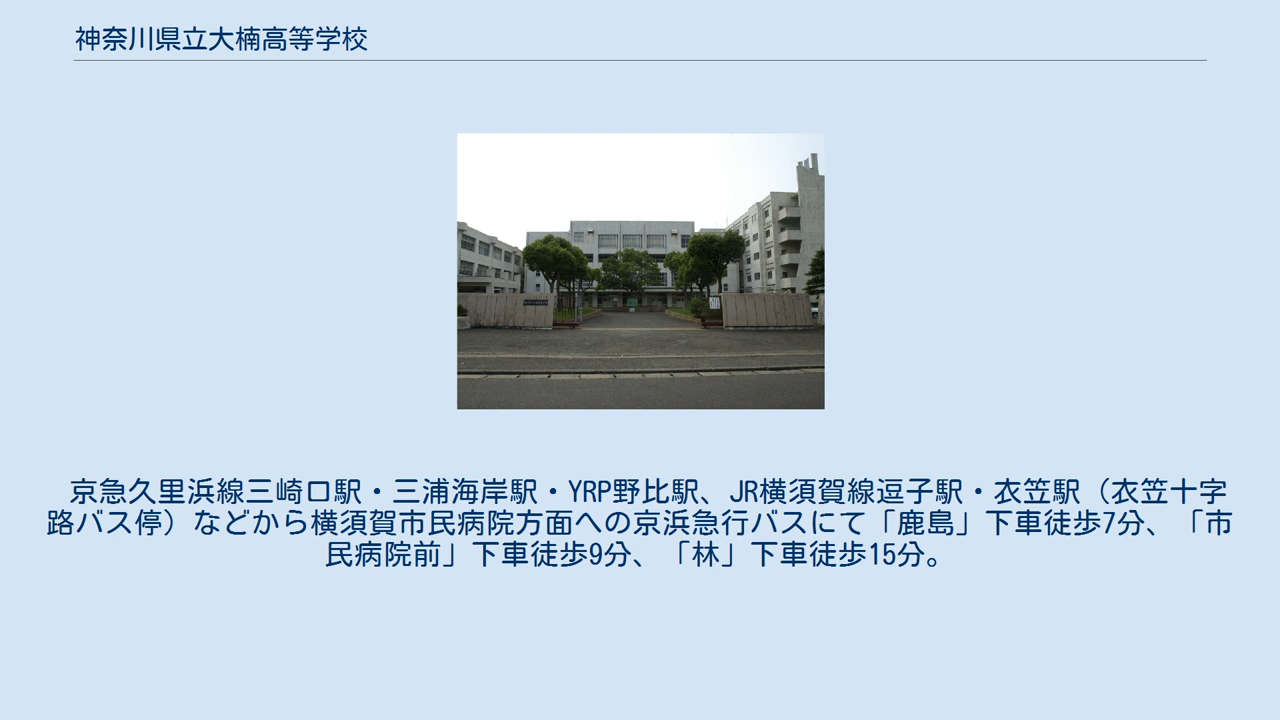 神奈川県立大楠高等学校
京急久里浜線三崎口駅・三浦海岸駅・YRP野比駅、JR横須賀線逗子駅・衣笠駅（衣笠十字
路バス停）などから横須賀市民病院方面への京浜急行バスにて「鹿島」下車徒歩7分、「市
民病院前」下車徒歩9分、「林」下車徒歩15分。